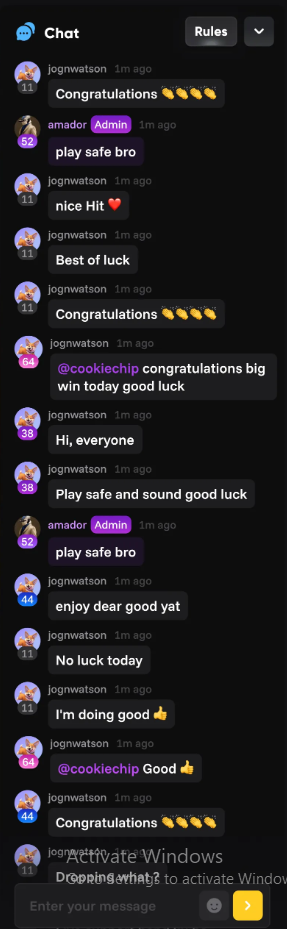 Chat
Rules
jognwatson 1m ago
11
Congratulations 👏👏👏👏
amador Admin 1m ago
52
play safe bro
jognwatson 1m ago
11
nice Hit ❤️
jognwatson 1m ago
11
Best of luck
jognwatson 1m ago
11
Congratulations 👏👏👏👏
jognwatson 1m ago
64
@cookiechip congratulations big
win today good luck
jognwatson 1m ago
38
Hi, everyone
jognwatson 1m ago
38
Play safe and sound good luck
amador Admin 1m ago
52
play safe bro
jognwatson 1m ago
44
enjoy dear good yat
jognwatson 1m ago
11
No luck today
jognwatson 1m ago
11
I'm doing good 👍
jognwatson 1m ago
64
@cookiechip Good 👍
jognwatson 1m ago
44
Congratulations 👏👏👏👏
jognwatson 1m ago
11
Dropping what ?
Activate Windows
Go to Settings to activate Window
Enter your message